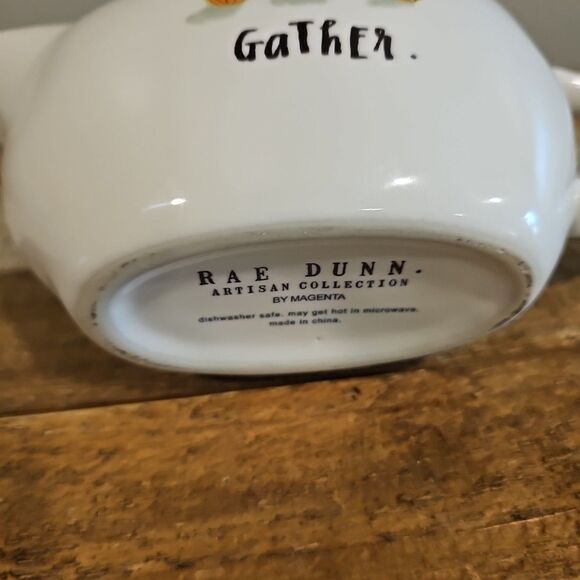 GaTHER.
RAE DUNN.
ARTISAN COLLECTION
BY MAGENTA
dishwasher safe. may get hot in microwave.
made in china.